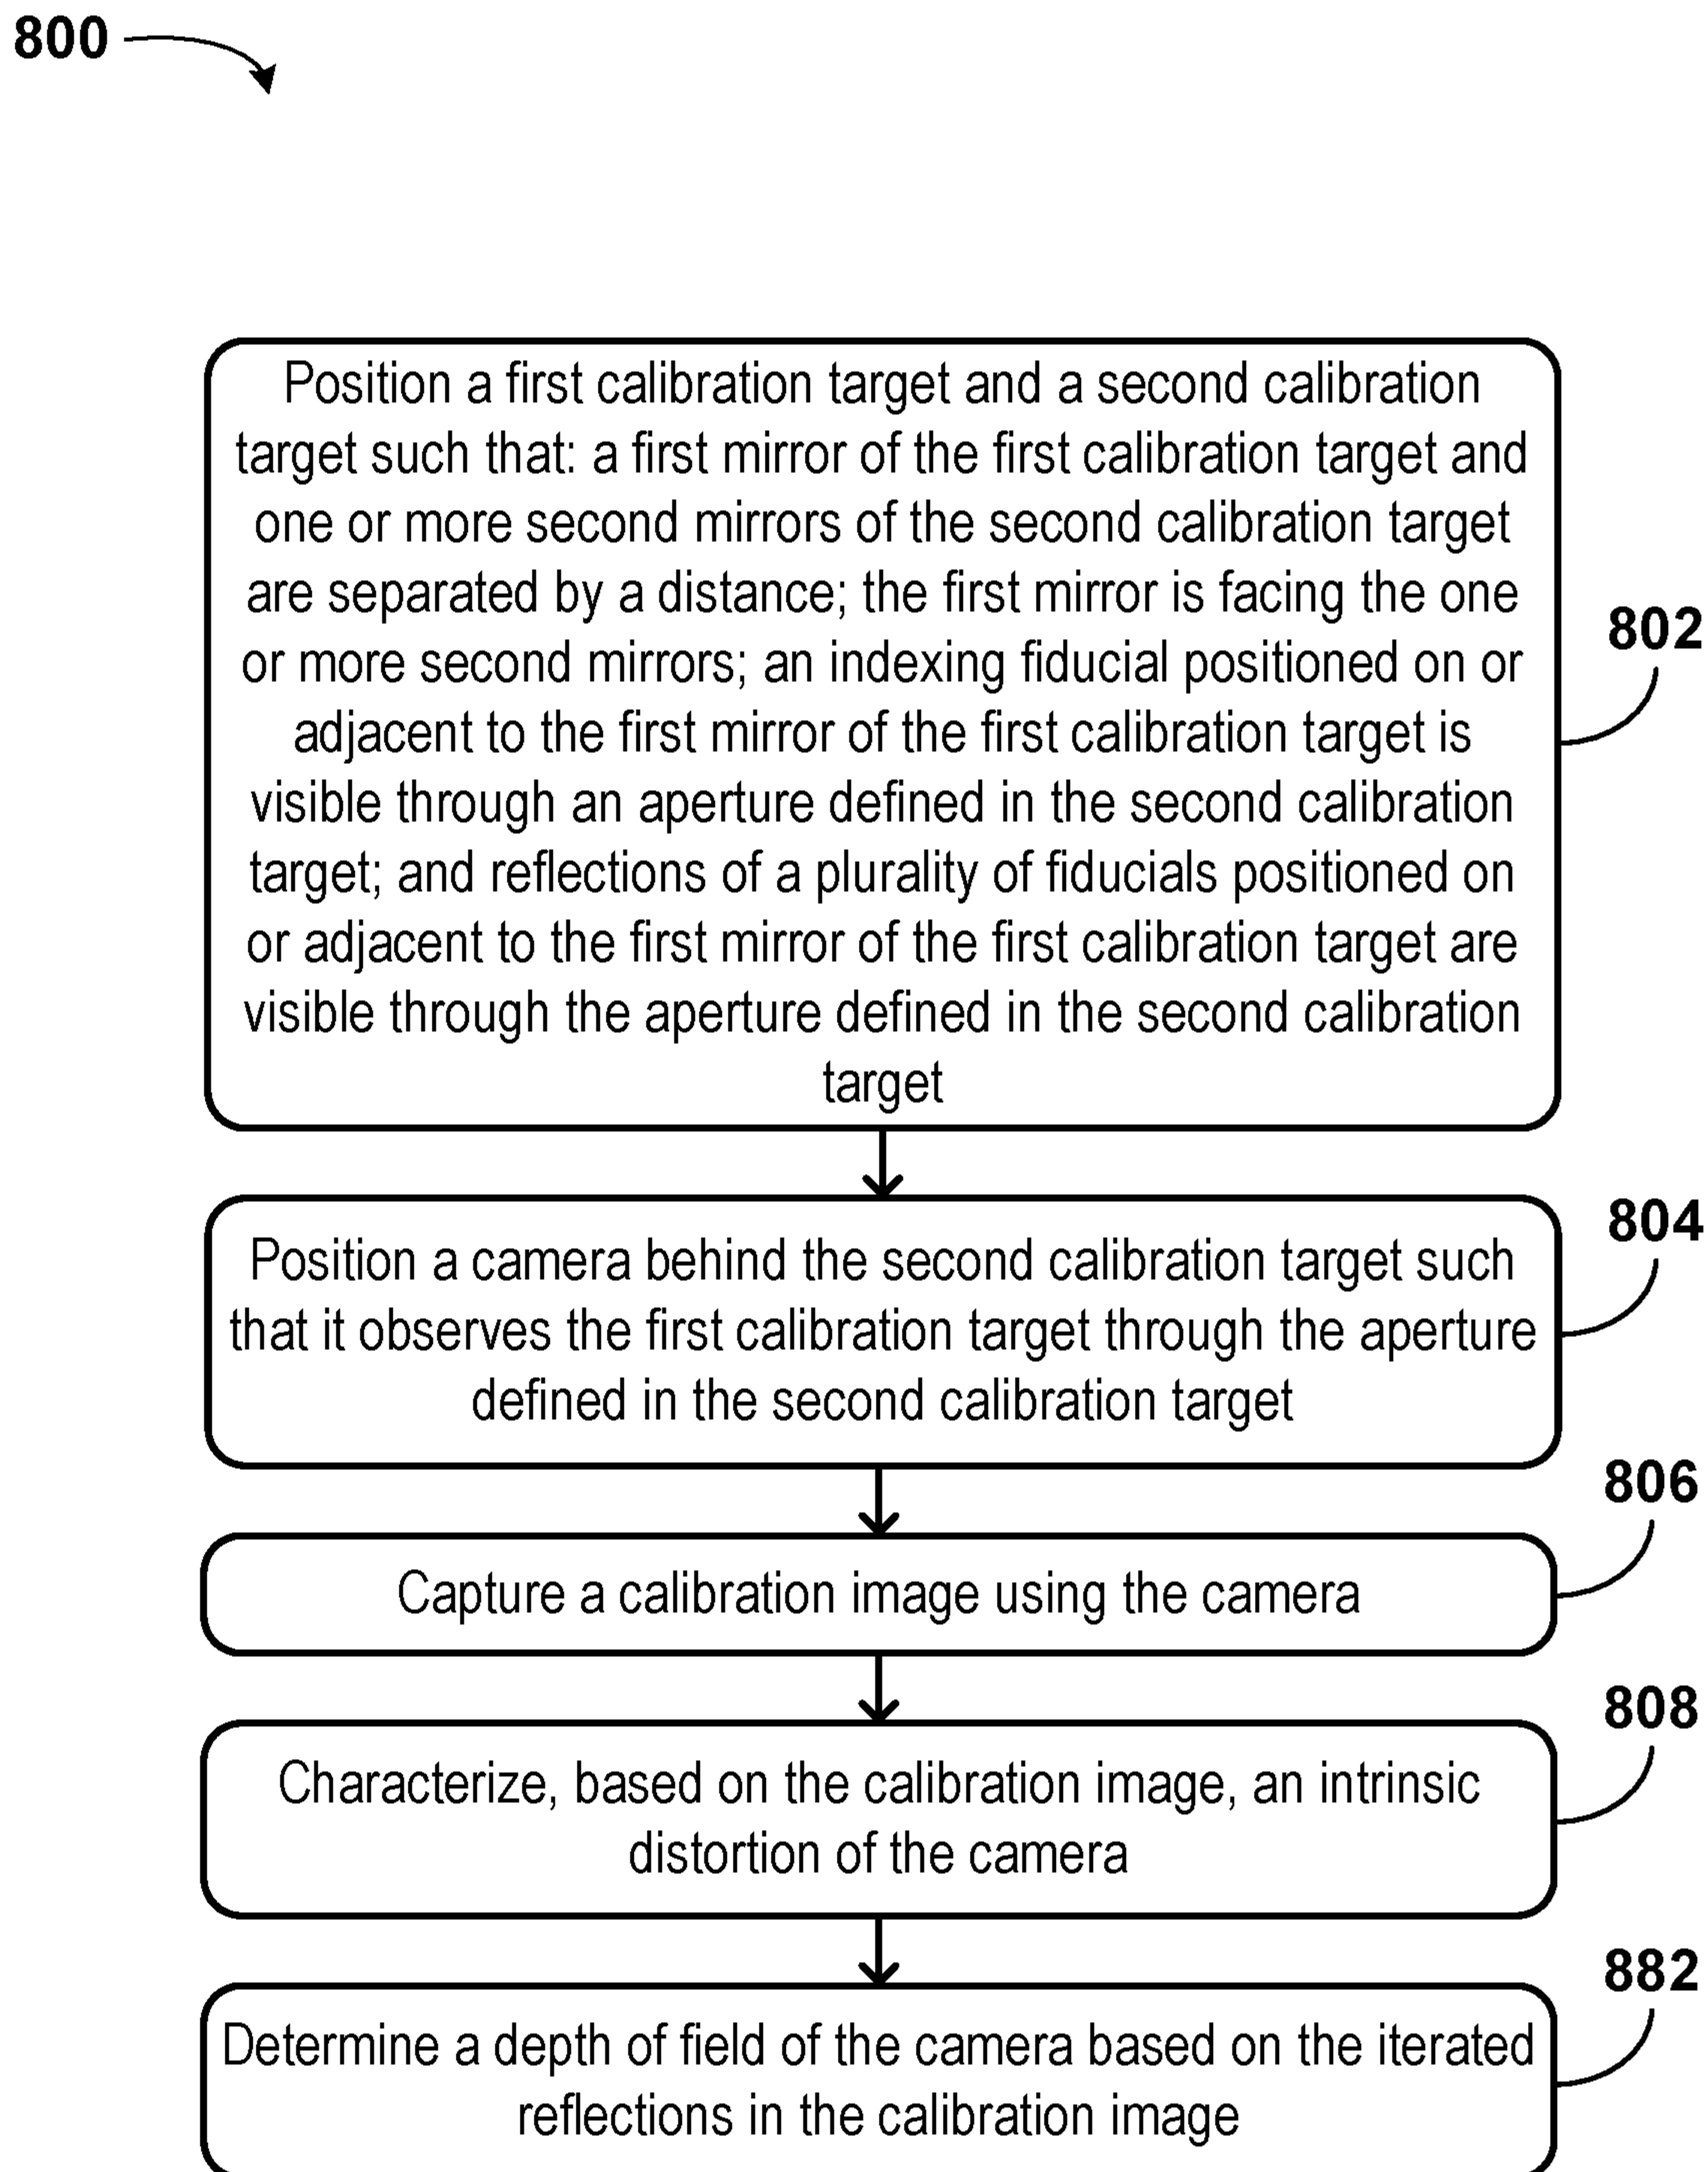 800
Position a first calibration target and a second calibration
target such that: a first mirror of the first calibration target and
one or more second mirrors of the second calibration target
are separated by a distance; the first mirror is facing the one
or more second mirrors; an indexing fiducial positioned on or
adjacent to the first mirror of the first calibration target is
visible through an aperture defined in the second calibration
target; and reflections of a plurality of fiducials positioned on
or adjacent to the first mirror of the first calibration target are
visible through the aperture defined in the second calibration
target
802
Position a camera behind the second calibration target such
that it observes the first calibration target through the aperture
defined in the second calibration target
804
Capture a calibration image using the camera
806
Characterize, based on the calibration image, an intrinsic
distortion of the camera
808
Determine a depth of field of the camera based on the iterated
reflections in the calibration image
882